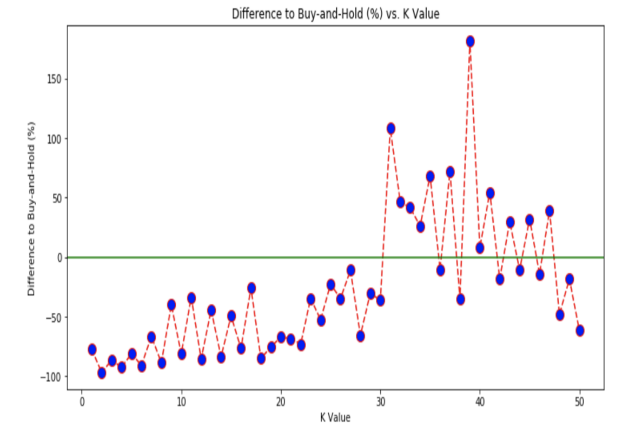 Difference to Buy-and-Hold (%) vs. K Value
Difference to Buy-and-Hold (%)
150
100
50
0
−50
−100
0 10 20 30 40 50
K Value